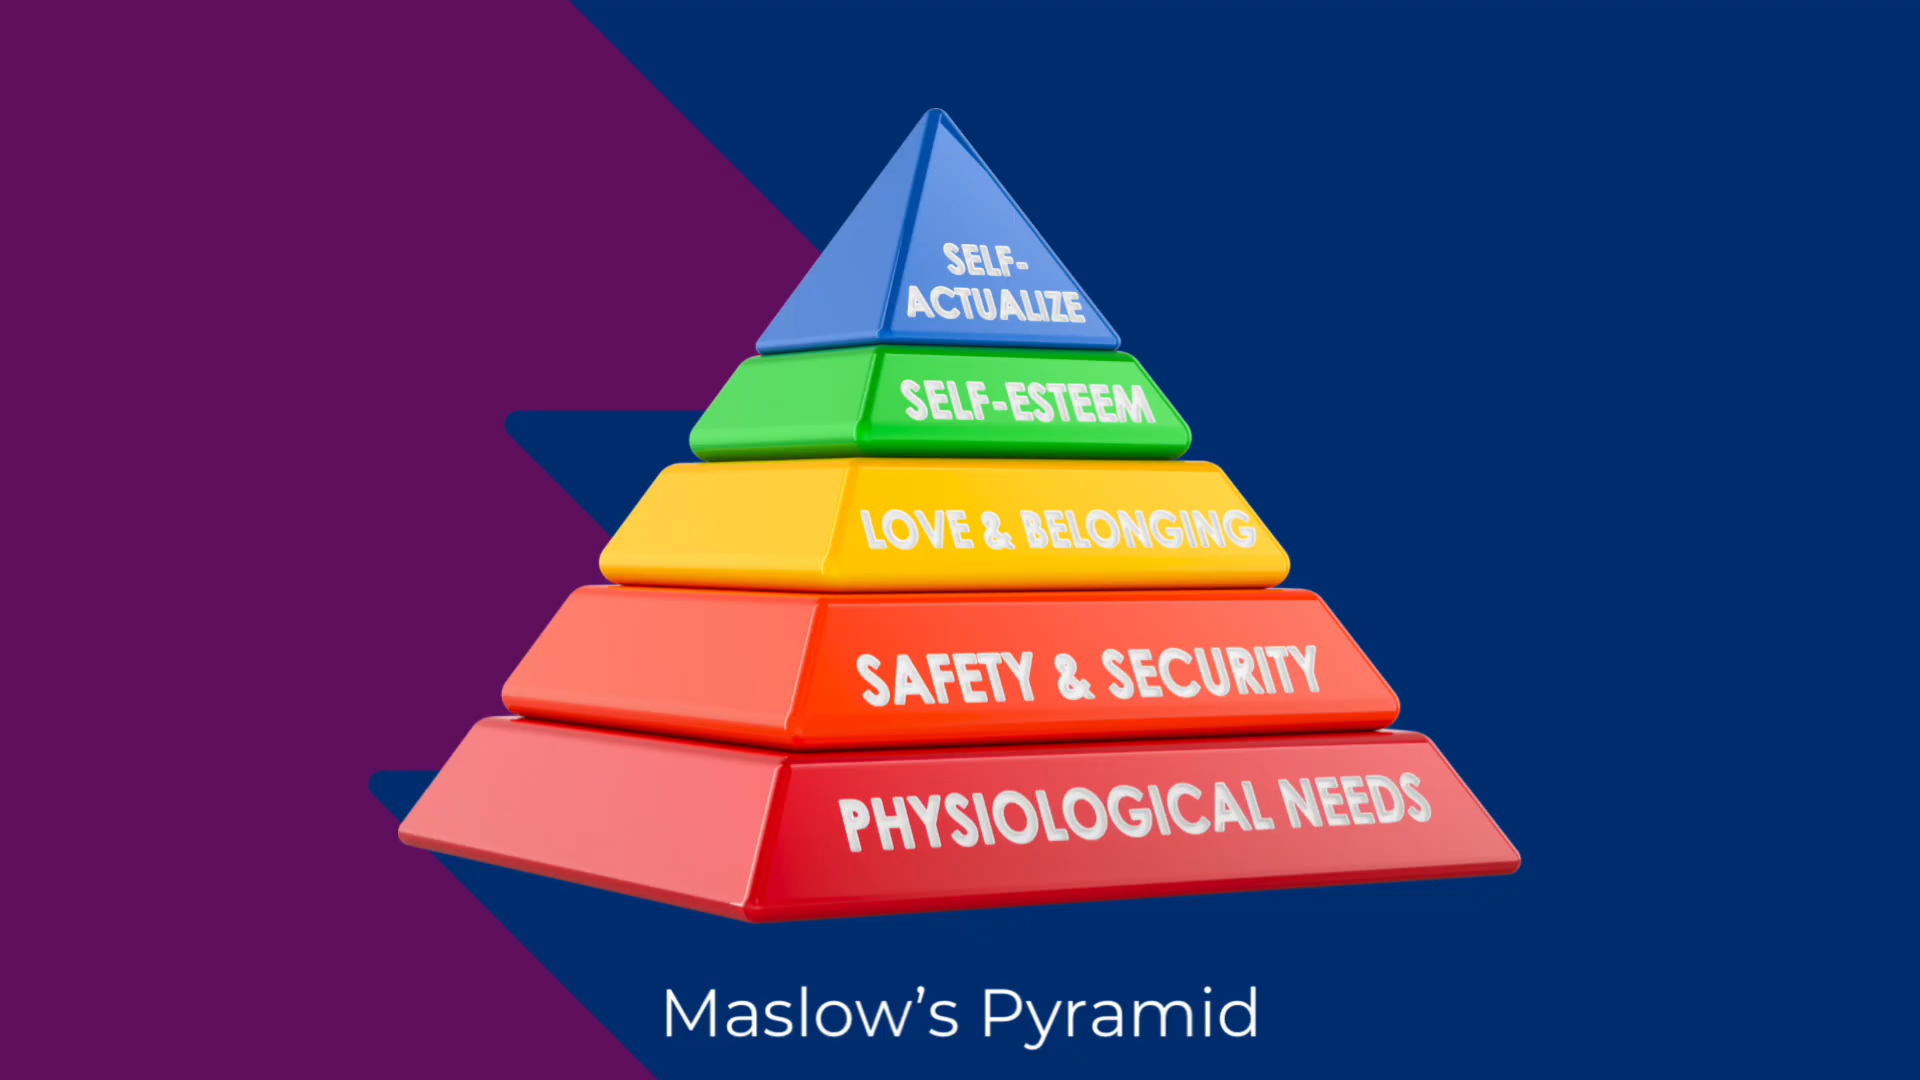 SELF-
ACTUALIZE
SELF-ESTEEM
LOVE & BELONGING
SAFETY & SECURITY
PHYSIOLOGICAL NEEDS
Maslow’s Pyramid